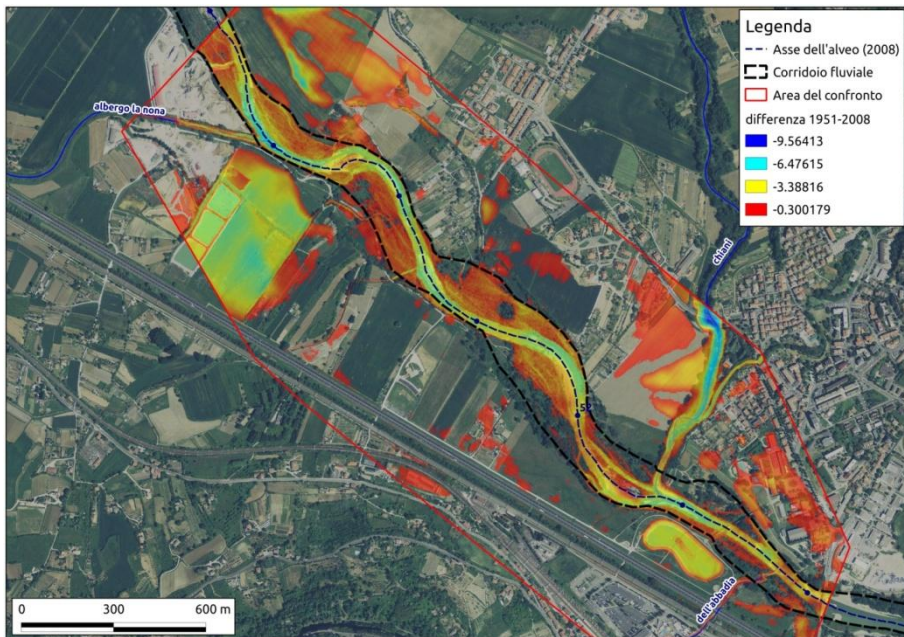 Legenda
Asse dell'alveo (2008)
Corridoio fluviale
Area del confronto
differenza 1951-2008
-9.56413
-6.47615
-3.38816
-0.300179
albergo la nona
chiani
dell'abbadia
0 300 600 m